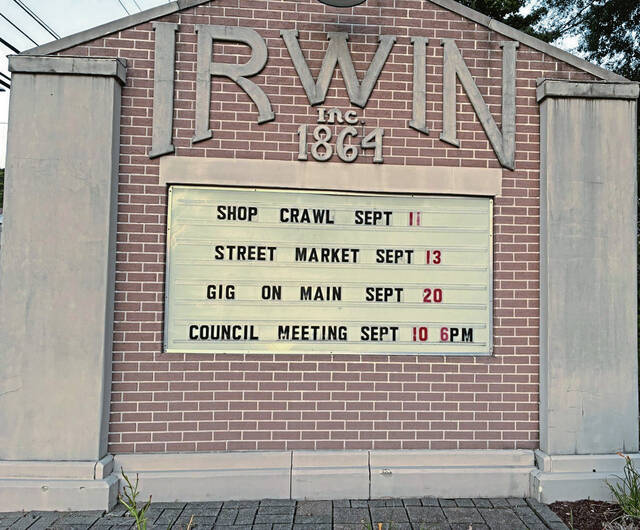 IRWIN
Inc.
1864
SHOP CRAWL SEPT 11
STREET MARKET SEPT 13
GIG ON MAIN SEPT 20
COUNCIL MEETING SEPT 10 6PM